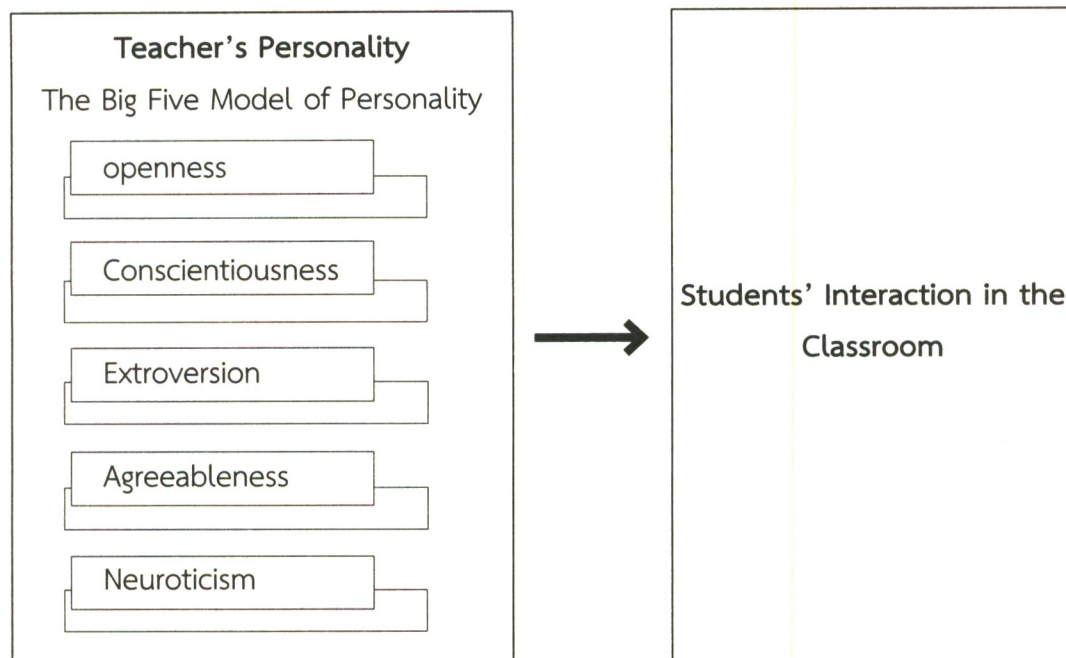 Teacher's Personality
The Big Five Model of Personality
openness
Conscientiousness
Extroversion
Agreeableness
Neuroticism
Students' Interaction in the
Classroom